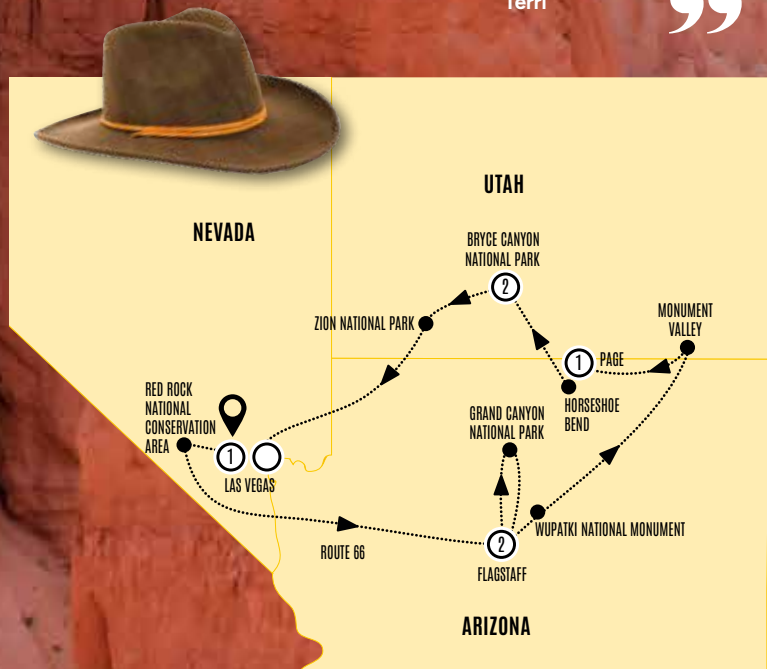 Terri
”
UTAH
NEVADA
BRYCE CANYON
NATIONAL PARK
2
ZION NATIONAL PARK
MONUMENT
VALLEY
1
PAGE
HORSESHOE
BEND
RED ROCK
NATIONAL
CONSERVATION
AREA
GRAND CANYON
NATIONAL PARK
1
LAS VEGAS
WUPATKI NATIONAL MONUMENT
ROUTE 66
2
FLAGSTAFF
ARIZONA